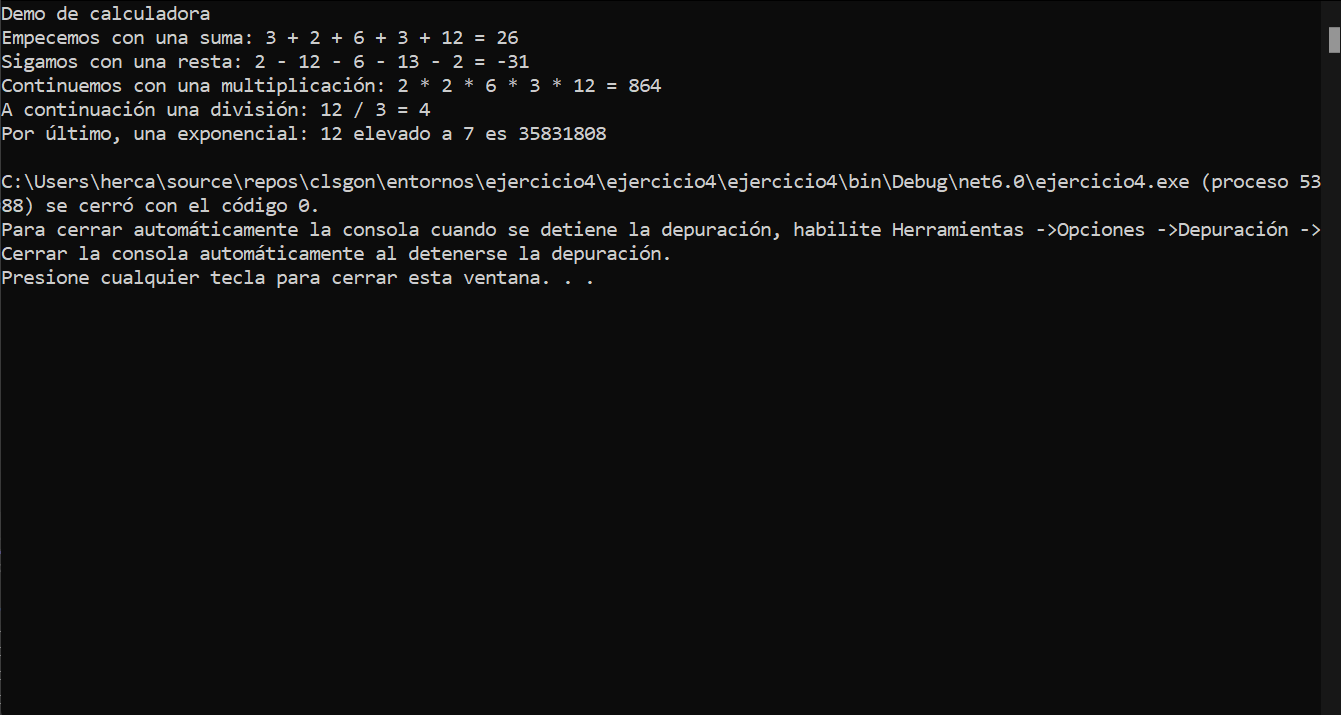 Demo de calculadora
Empecemos con una suma: 3 + 2 + 6 + 3 + 12 = 26
Sigamos con una resta: 2 - 12 - 6 - 13 - 2 = -31
Continuemos con una multiplicación: 2 * 2 * 6 * 3 * 12 = 864
A continuación una división: 12 / 3 = 4
Por último, una exponencial: 12 elevado a 7 es 35831808

C:\Users\herca\source\repos\clsgon\entornos\ejercicio4\ejercicio4\ejercicio4\bin\Debug\net6.0\ejercicio4.exe (proceso 53
88) se cerró con el código 0.
Para cerrar automáticamente la consola cuando se detiene la depuración, habilite Herramientas ->Opciones ->Depuración ->
Cerrar la consola automáticamente al detenerse la depuración.
Presione cualquier tecla para cerrar esta ventana. . .